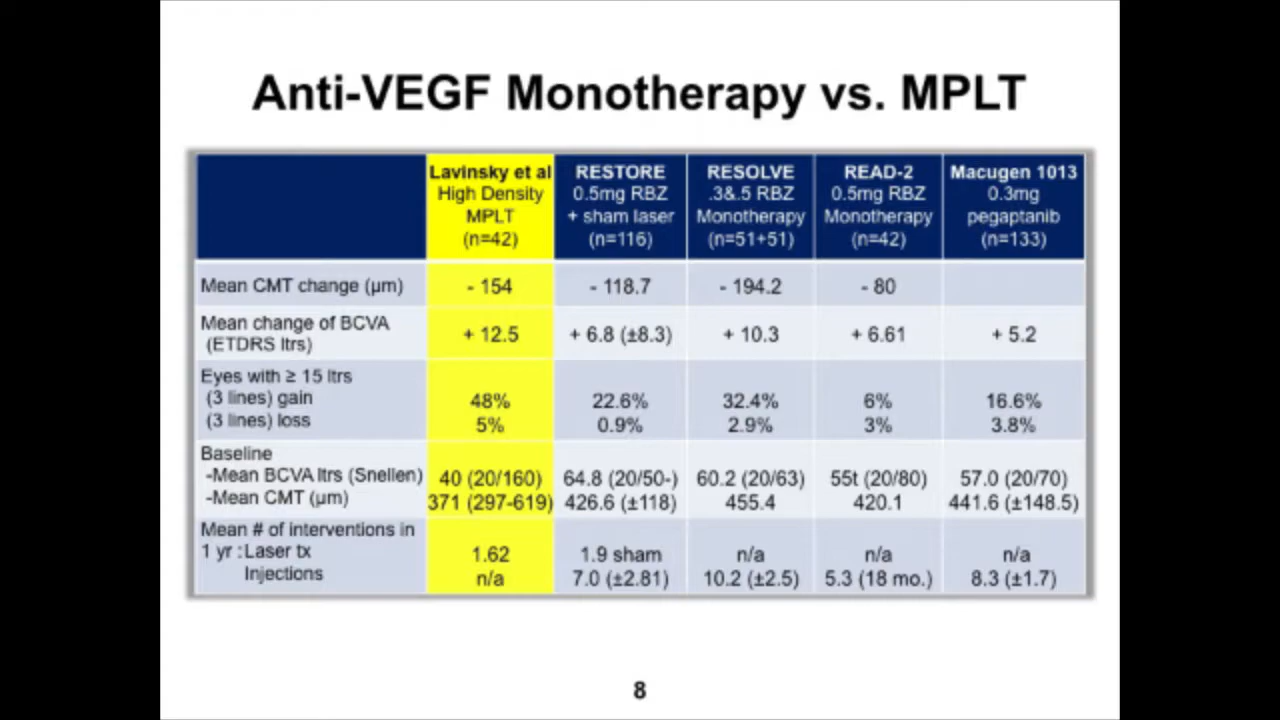 Anti-VEGF Monotherapy vs. MPLT
Lavinsky et al
High Density
MPLT
(n=42)
RESTORE
0.5mg RBZ
+ sham laser
(n=116)
RESOLVE
.3&.5 RBZ
Monotherapy
(n=51+51)
READ-2
0.5mg RBZ
Monotherapy
(n=42)
Macugen 1013
0.3mg
pegaptanib
(n=133)
Mean CMT change (µm) - 154 - 118.7 - 194.2 - 80
Mean change of BCVA
(ETDRS ltrs) + 12.5 + 6.8 (±8.3) + 10.3 + 6.61 + 5.2
Eyes with ≥ 15 ltrs
(3 lines) gain 48% 22.6% 32.4% 6% 16.6%
(3 lines) loss 5% 0.9% 2.9% 3% 3.8%
Baseline
-Mean BCVA ltrs (Snellen) 40 (20/160) 64.8 (20/50-) 60.2 (20/63) 55t (20/80) 57.0 (20/70)
-Mean CMT (µm) 371 (297-619) 426.6 (±118) 455.4 420.1 441.6 (±148.5)
Mean # of interventions in
1 yr : Laser tx 1.62 1.9 sham n/a n/a n/a
Injections n/a 7.0 (±2.81) 10.2 (±2.5) 5.3 (18 mo.) 8.3 (±1.7)
8